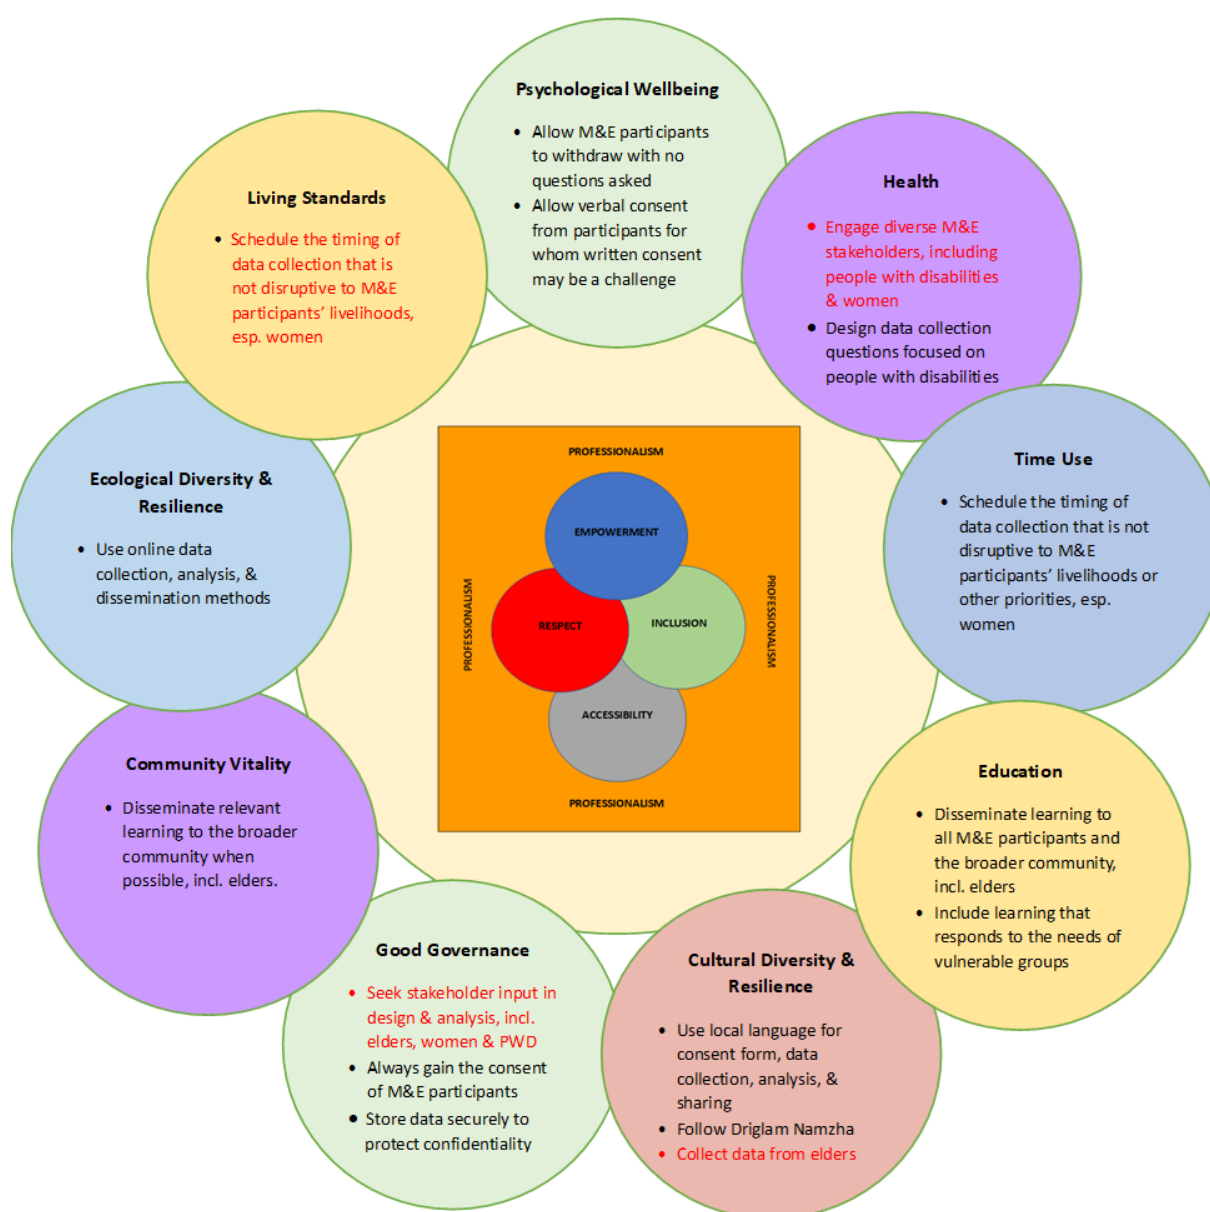 Psychological Wellbeing
• Allow M&E participants
to withdraw with no
questions asked
• Allow verbal consent
from participants for
whom written consent
may be a challenge
Health
• Engage diverse M&E
stakeholders, including
people with disabilities
& women
• Design data collection
questions focused on
people with disabilities
Time Use
• Schedule the timing of
data collection that is not
disruptive to M&E
participants’ livelihoods or
other priorities, esp.
women
Education
• Disseminate learning to
all M&E participants and
the broader community,
incl. elders
• Include learning that
responds to the needs of
vulnerable groups
Cultural Diversity &
Resilience
• Use local language for
consent form, data
collection, analysis, &
sharing
• Follow Driglam Namzha
• Collect data from elders
Good Governance
• Seek stakeholder input in
design & analysis, incl.
elders, women & PWD
• Always gain the consent
of M&E participants
• Store data securely to
protect confidentiality
Community Vitality
• Disseminate relevant
learning to the broader
community when
possible, incl. elders.
Ecological Diversity &
Resilience
• Use online data
collection, analysis, &
dissemination methods
Living Standards
• Schedule the timing of
data collection that is
not disruptive to M&E
participants’ livelihoods,
esp. women
PROFESSIONALISM
EMPOWERMENT
PROFESSIONALISM
RESPECT
INCLUSION
PROFESSIONALISM
ACCESSIBILITY
PROFESSIONALISM